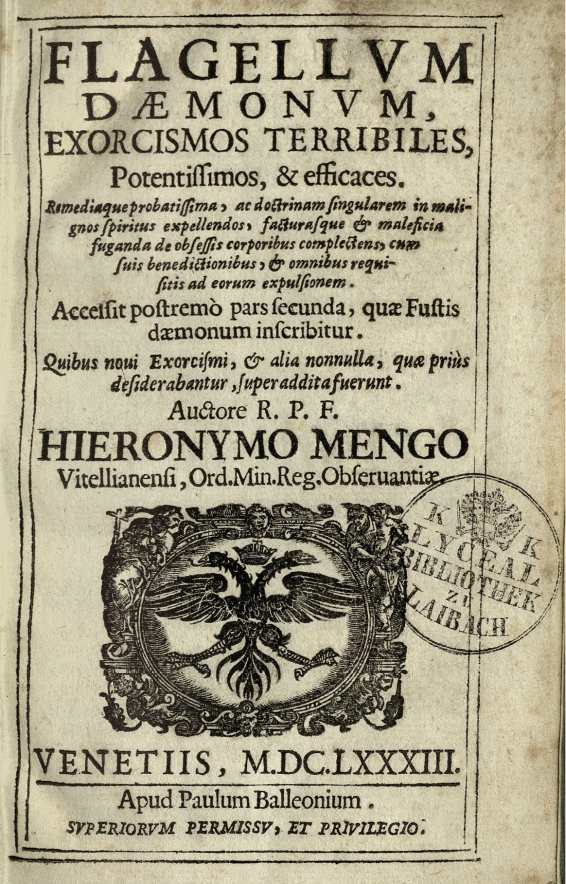 FLAGELLVM
DÆMONVM,
EXORCISMOS TERRIBILES,
Potentiſſimos, & efficaces.
Remediaque probatiſſima, ac doctrinam ſingularem in mali-
gnos ſpiritus expellendos, facturaſque & maleficia
fuganda de obſeſſis corporibus complectens, cum
ſuis benedictionibus, & omnibus requi-
ſitis ad eorum expulſionem.
Acceſſit poſtremò pars ſecunda, quæ Fuſtis
dæmonum inſcribitur.
Quibus noui Exorciſmi, & alia nonnulla, quæ priùs
deſiderabantur, ſuperaddita fuerunt.
Auctore R. P. F.
HIERONYMO MENGO
Vitellianenſi, Ord. Min. Reg. Obſeruantiæ.
K K
LYCEAL
BIBLIOTHEK
ZU
LAIBACH
VENETIIS, M.DC.LXXXIII.
Apud Paulum Balleonium.
SVPERIORVM PERMISSV, ET PRIVILEGIO.